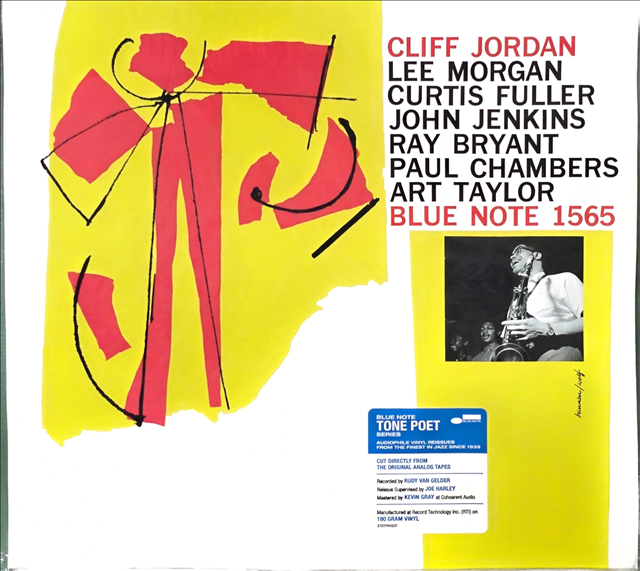 CLIFF JORDAN
LEE MORGAN
CURTIS FULLER
JOHN JENKINS
RAY BRYANT
PAUL CHAMBERS
ART TAYLOR
BLUE NOTE 1565
BLUE NOTE
TONE POET
SERIES
BLUE NOTE
AUDIOPHILE VINYL REISSUES
FROM THE FINEST IN JAZZ SINCE 1939
CUT DIRECTLY FROM
THE ORIGINAL ANALOG TAPES
Recorded by RUDY VAN GELDER
Reissue Supervised by JOE HARLEY
Mastered by KEVIN GRAY at Cohearent Audio
Manufactured at Record Technology Inc. (RTI) on
180 GRAM VINYL